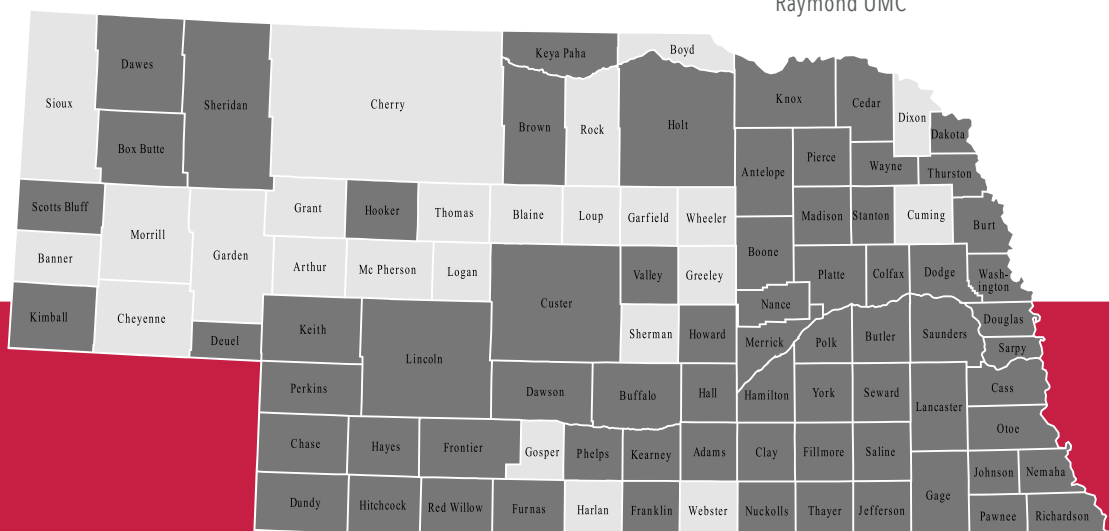 Raymond UMC
Keya Paha
Boyd
Dawes
Sioux
Sheridan
Cherry
Knox
Cedar
Dixon
Brown
Rock
Holt
Dakota
Box Butte
Pierce
Wayne
Antelope
Thurston
Scotts Bluff
Grant
Hooker
Thomas
Blaine
Loup
Garfield
Wheeler
Madison
Stanton
Cuming
Burt
Morrill
Banner
Garden
Arthur
Mc Pherson
Logan
Boone
Valley
Greeley
Platte
Colfax
Dodge
Wash-
ington
Custer
Nance
Kimball
Cheyenne
Keith
Deuel
Sherman
Howard
Merrick
Polk
Butler
Saunders
Douglas
Sarpy
Lincoln
Perkins
Dawson
Buffalo
Hall
Hamilton
York
Seward
Lancaster
Cass
Otoe
Chase
Hayes
Frontier
Gosper
Phelps
Kearney
Adams
Clay
Fillmore
Saline
Johnson
Nemaha
Gage
Dundy
Hitchcock
Red Willow
Furnas
Harlan
Franklin
Webster
Nuckolls
Thayer
Jefferson
Pawnee
Richardson